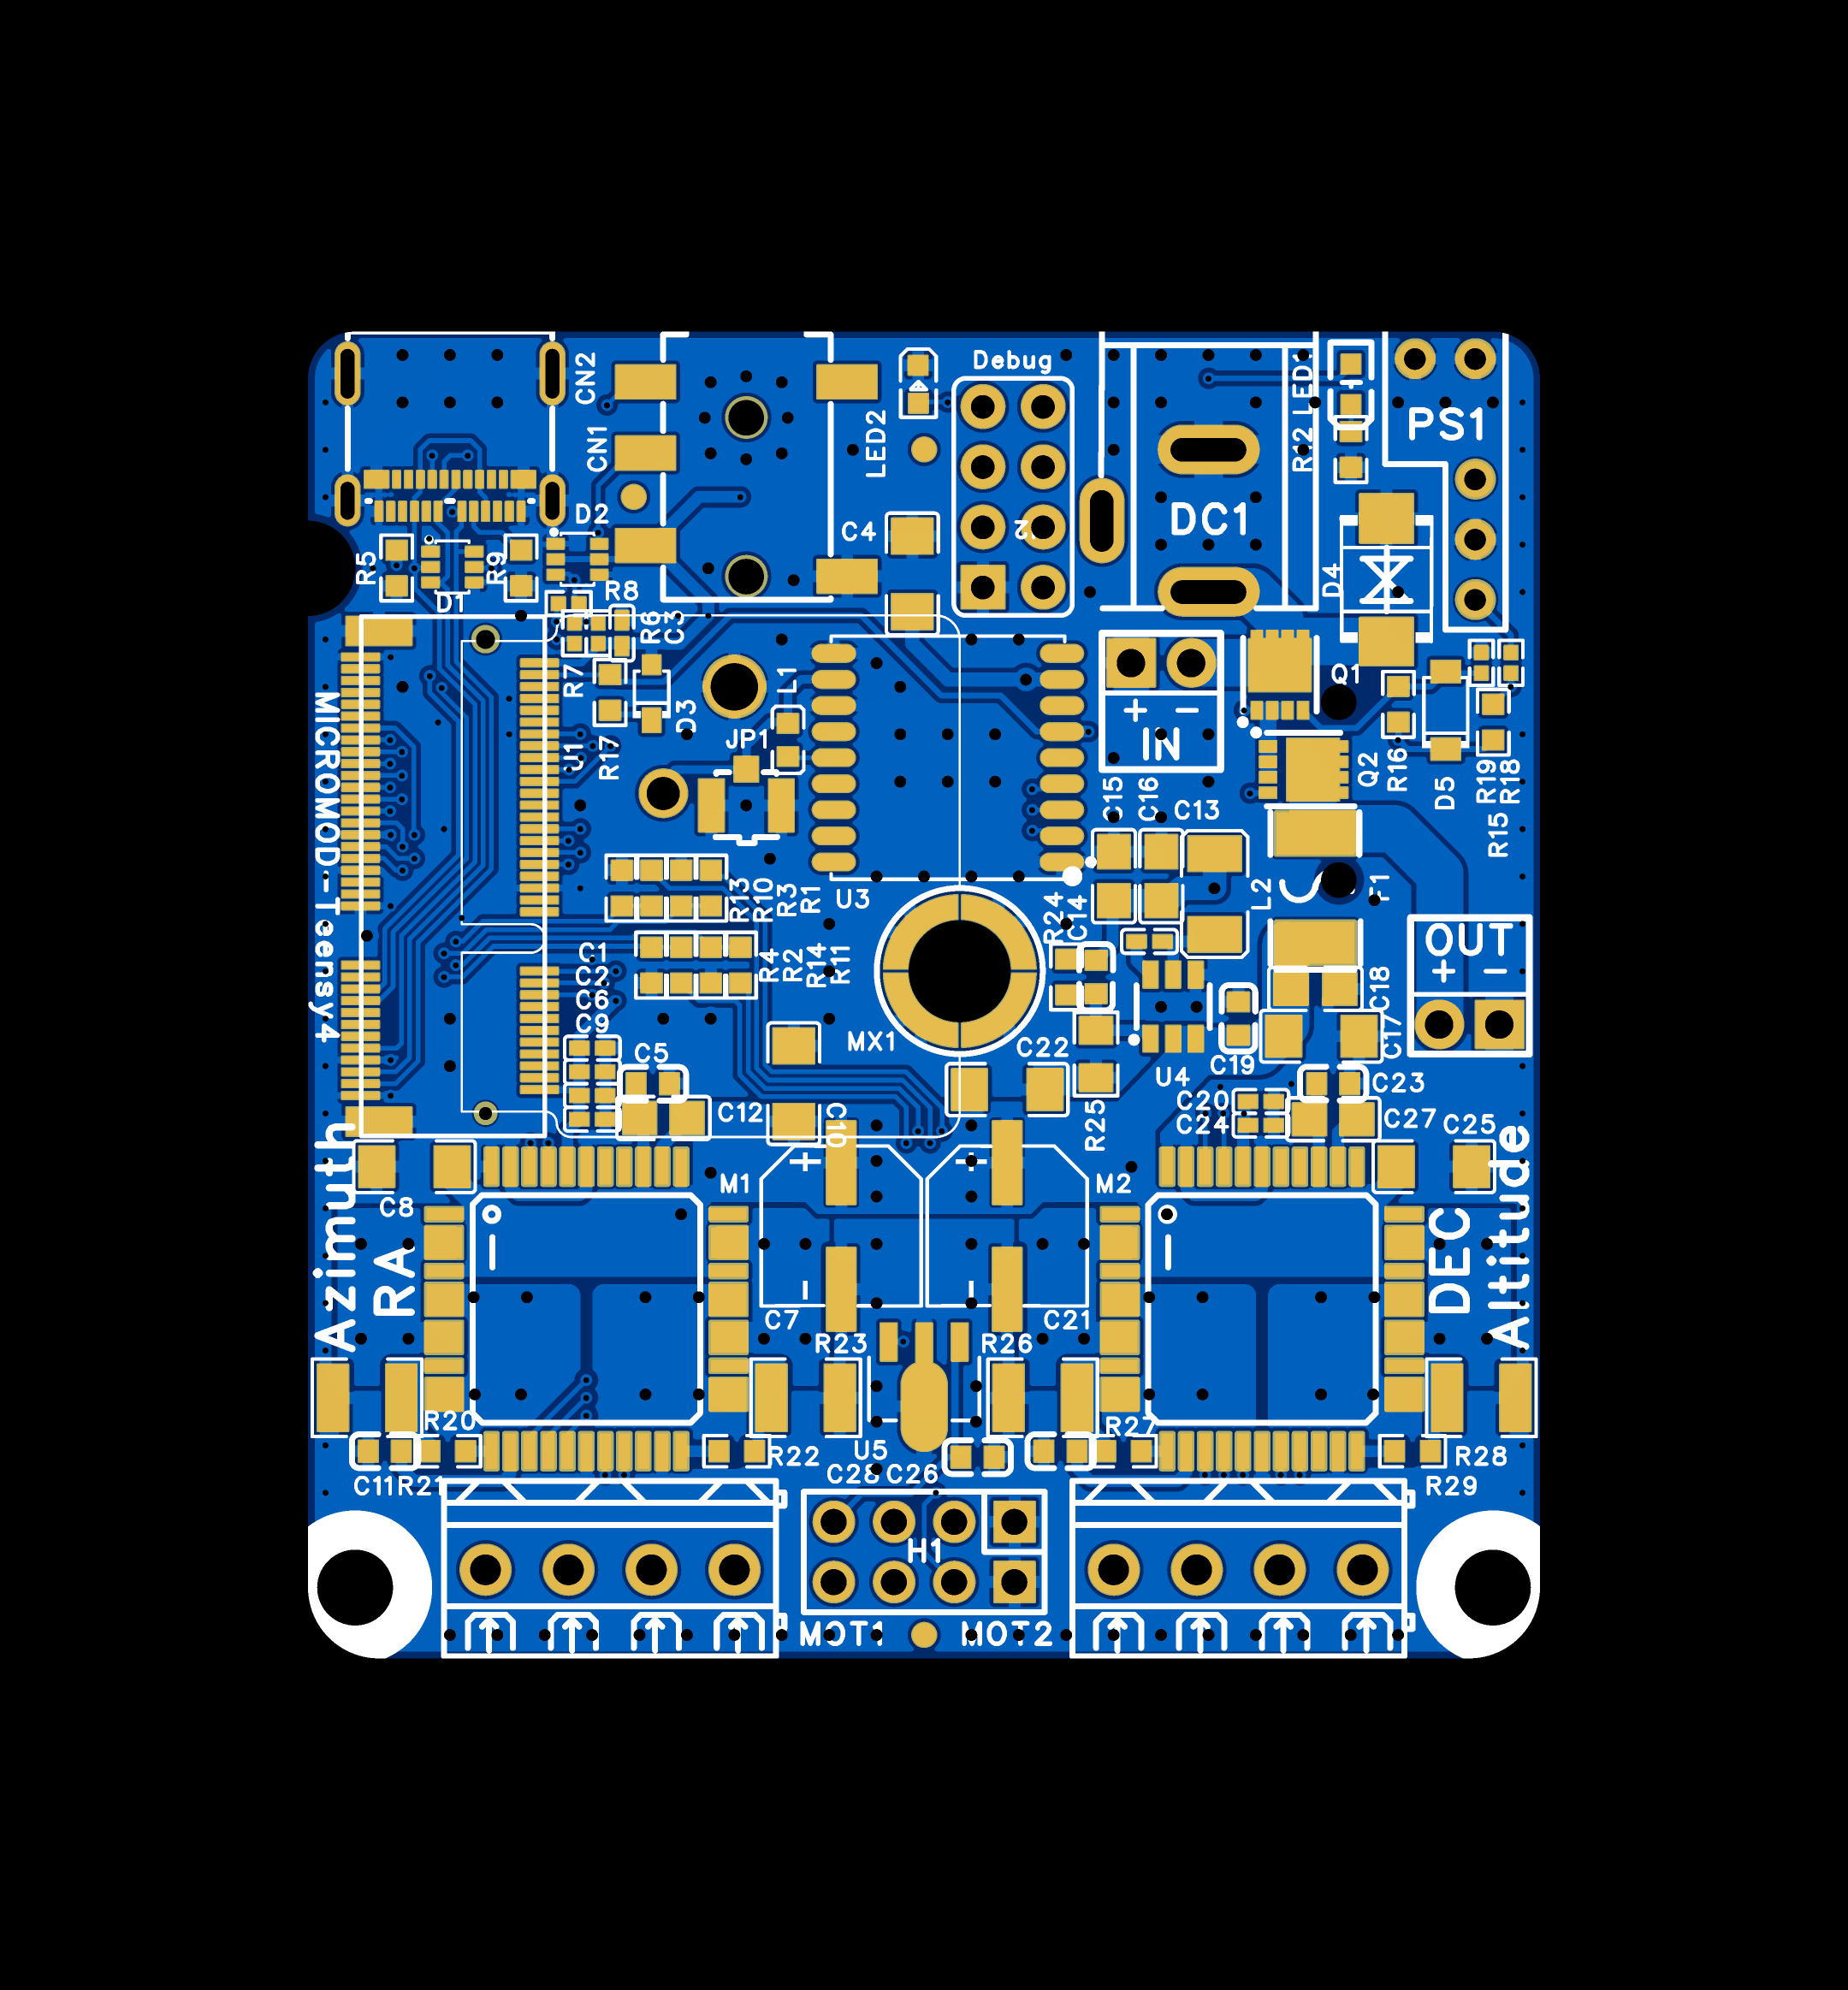 CN2
CN1
LED2
Debug
LED1
R2
PS1
DC1
C4
D4
D2
R5
D1
R9
R8
R6
C3
R7
R17
U1
D3
L1
JP1
MICROMOD-Teensy4
+ -
IN
Q1
Q2
R16
D5
R19
R18
R15
C15
C16
C13
L2
F1
U3
R13
R10
R3
R1
R4
R2
R14
R11
C1
C2
C6
C9
C5
C12
C10
MX1
R24
C14
C22
R25
U4
C19
C18
C17
OUT
+ -
C23
C20
C24
C27
C25
Azimuth
RA
C8
M1
+
-
C7
+
-
C21
M2
DEC
Altitude
R23
R26
R20
C11
R21
R22
U5
C28
C26
R27
R28
R29
H1
MOT1
MOT2